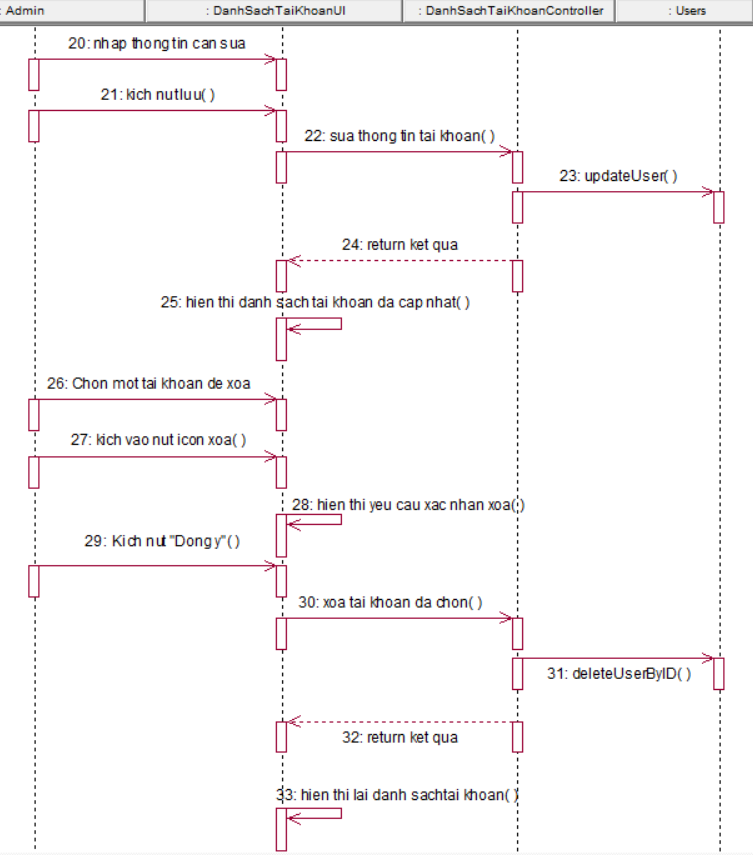 : Admin
: DanhSachTaiKhoanUI
: DanhSachTaiKhoanController
: Users
20: nhap thong tin can sua
21: kich nut luu( )
22: sua thong tin tai khoan( )
23: updateUser( )
24: return ket qua
25: hien thi danh sach tai khoan da cap nhat( )
26: Chon mot tai khoan de xoa
27: kich vao nut icon xoa( )
28: hien thi yeu cau xac nhan xoa( )
29: Kich nut "Dong y"( )
30: xoa tai khoan da chon( )
31: deleteUserByID( )
32: return ket qua
33: hien thi lai danh sach tai khoan( )